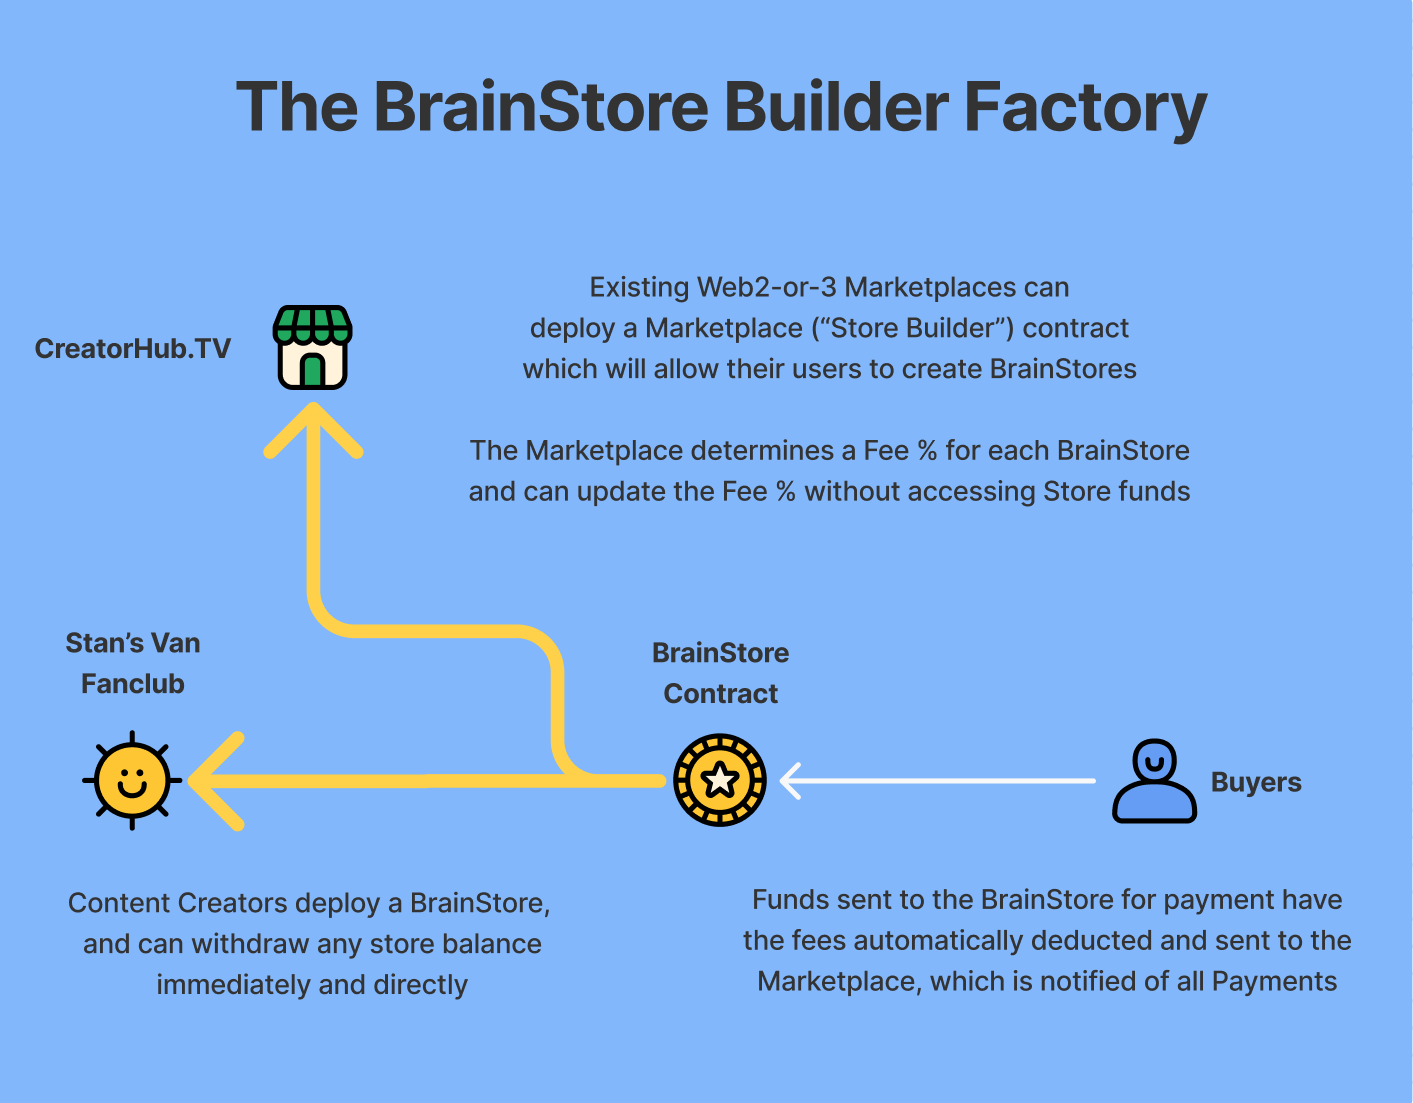 The BrainStore Builder Factory
Existing Web2-or-3 Marketplaces can
deploy a Marketplace (“Store Builder”) contract
which will allow their users to create BrainStores
CreatorHub.TV
The Marketplace determines a Fee % for each BrainStore
and can update the Fee % without accessing Store funds
Stan’s Van
Fanclub
BrainStore
Contract
Buyers
Content Creators deploy a BrainStore,
and can withdraw any store balance
immediately and directly
Funds sent to the BrainStore for payment have
the fees automatically deducted and sent to the
Marketplace, which is notified of all Payments